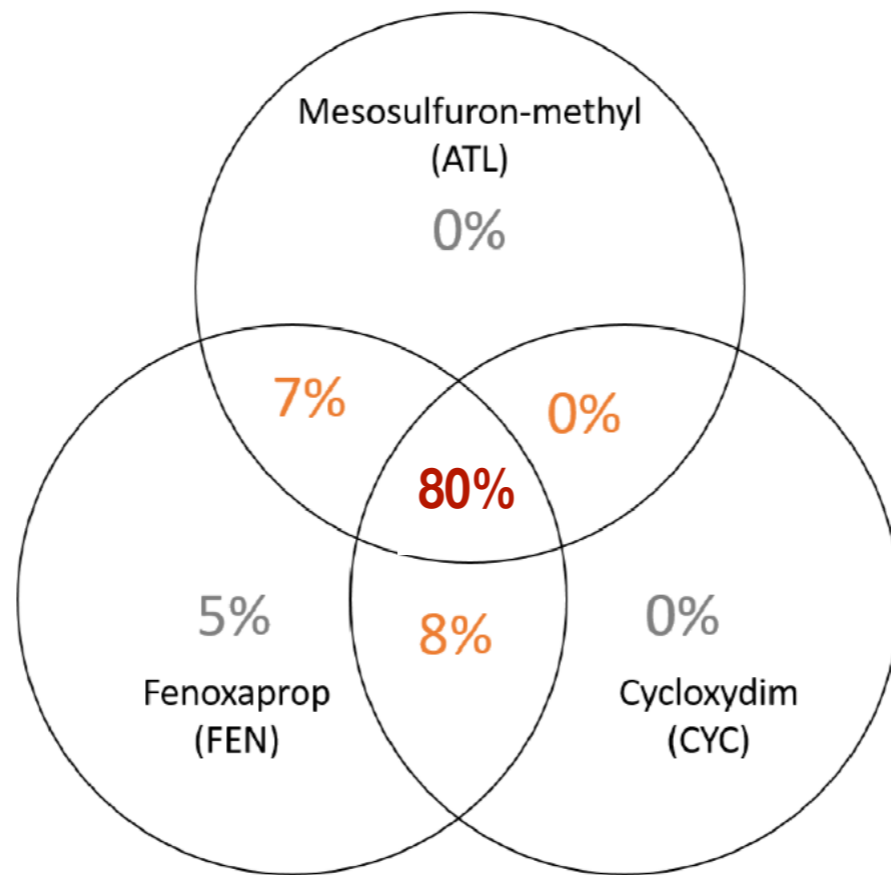 Mesosulfuron-methyl
(ATL)
0%
7%
0%
80%
5%
8%
0%
Fenoxaprop
(FEN)
Cycloxydim
(CYC)